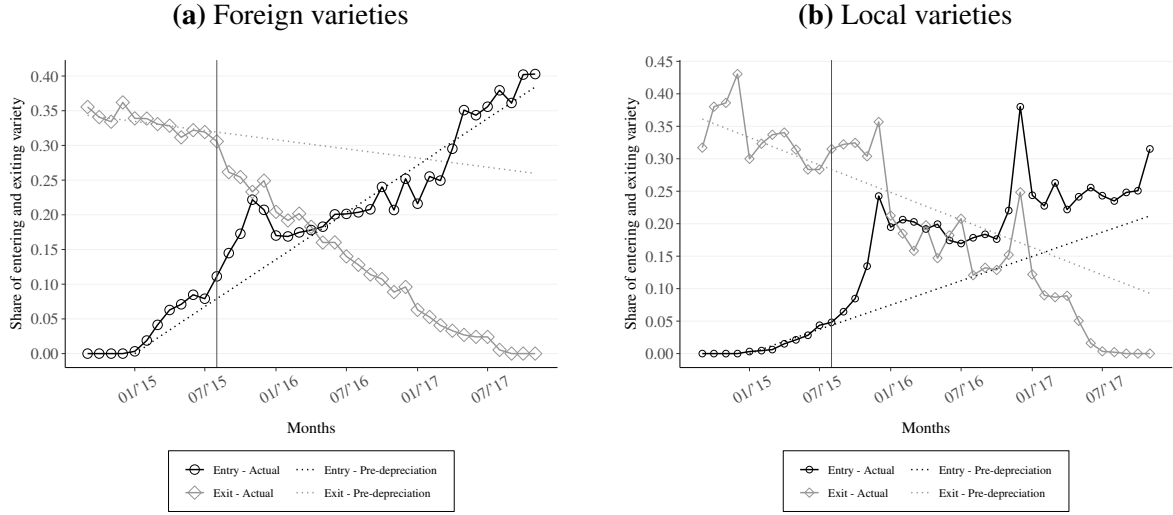 (a) Foreign varieties
Share of entering and exiting variety
0.40
0.35
0.30
0.25
0.20
0.15
0.10
0.05
0.00
01/'15
07/'15
01/'16
07/'16
01/'17
07/'17
Months
Entry - Actual
Entry - Pre-depreciation
Exit - Actual
Exit - Pre-depreciation
(b) Local varieties
Share of entering and exiting variety
0.45
0.40
0.35
0.30
0.25
0.20
0.15
0.10
0.05
0.00
01/'15
07/'15
01/'16
07/'16
01/'17
07/'17
Months
Entry - Actual
Entry - Pre-depreciation
Exit - Actual
Exit - Pre-depreciation